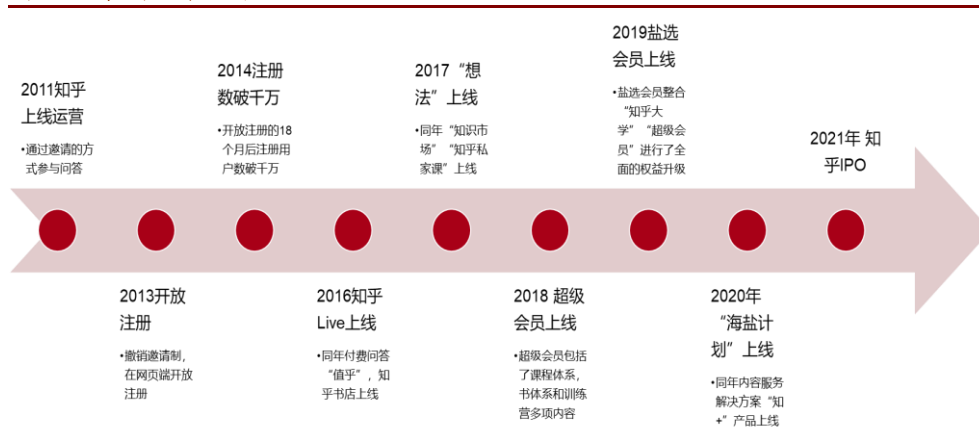 2011知乎
上线运营
•通过邀请的方
式参与问答
2013开放
注册
•撤销邀请制,
在网页端开放
注册
2014注册
数破千万
•开放注册的18
个月后注册用
户数破千万
2016知乎
Live上线
•同年付费问答
“值乎”，知
乎书店上线
2017“想
法”上线
•同年“知识市
场”“知乎私
家课”上线
2018 超级
会员上线
•超级会员包括
了课程体系，
书体系和训练
营多项内容
2019盐选
会员上线
•盐选会员整合
“知乎大
学”“超级会
员”进行了全
面的权益升级
2020年
“海盐计
划”上线
•同年内容服务
解决方案“知
+”产品上线
2021年 知
乎IPO